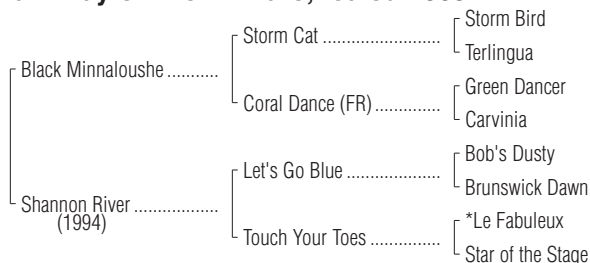 Storm Bird
Storm Cat ........................
Terlingua
Black Minnaloushe ..........
Green Dancer
Coral Dance (FR) ..............
Carvinia
Bob's Dusty
Let's Go Blue ....................
Brunswick Dawn
Shannon River .................
(1994)
*Le Fabuleux
Touch Your Toes ..............
Star of the Stage